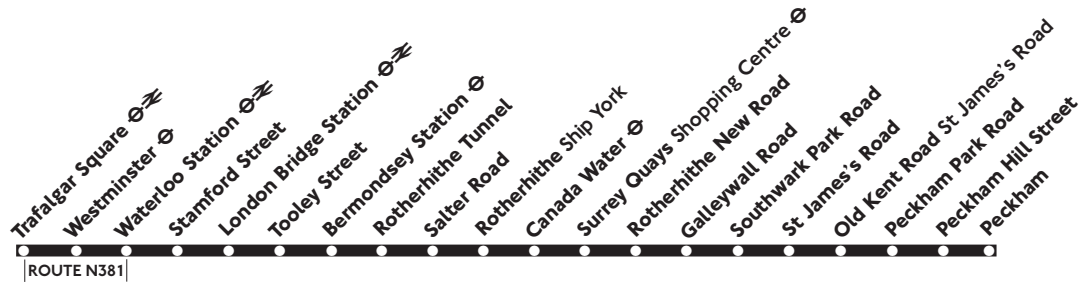 Trafalgar Square
Westminster
Waterloo Station
Stamford Street
London Bridge Station
Tooley Street
Bermondsey Station
Rotherhithe Tunnel
Salter Road
Rotherhithe Ship York
Canada Water
Surrey Quays Shopping Centre
Rotherhithe New Road
Galleywall Road
Southwark Park Road
St James's Road
Old Kent Road St James's Road
Peckham Park Road
Peckham Hill Street
Peckham
ROUTE N381